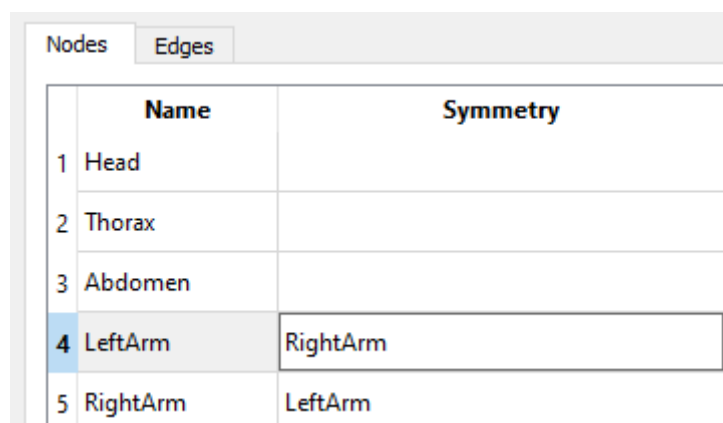 Nodes Edges
Name Symmetry
1 Head
2 Thorax
3 Abdomen
4 LeftArm RightArm
5 RightArm LeftArm